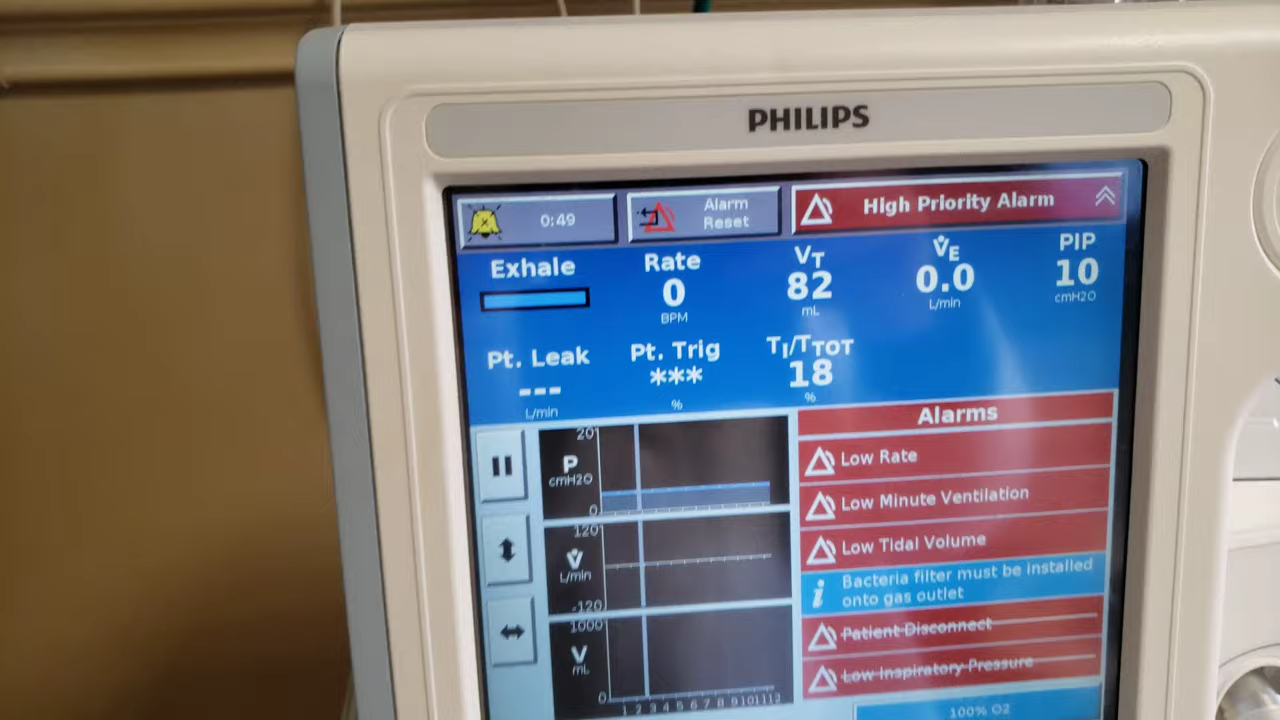 PHILIPS
0:49
Alarm
Reset
High Priority Alarm
Exhale
Rate
0
BPM
VT
82
mL
V̇E
0.0
L/min
PIP
10
cmH2O
Pt. Leak
---
L/min
Pt. Trig
***
%
TI/TTOT
18
%
20
P
cmH2O
0
120
V̇
L/min
-120
1000
V
mL
0
1 2 3 4 5 6 7 8 9 10 11 12
Alarms
Low Rate
Low Minute Ventilation
Low Tidal Volume
i
Bacteria filter must be installed
onto gas outlet
Patient Disconnect
Low Inspiratory Pressure
100% O2